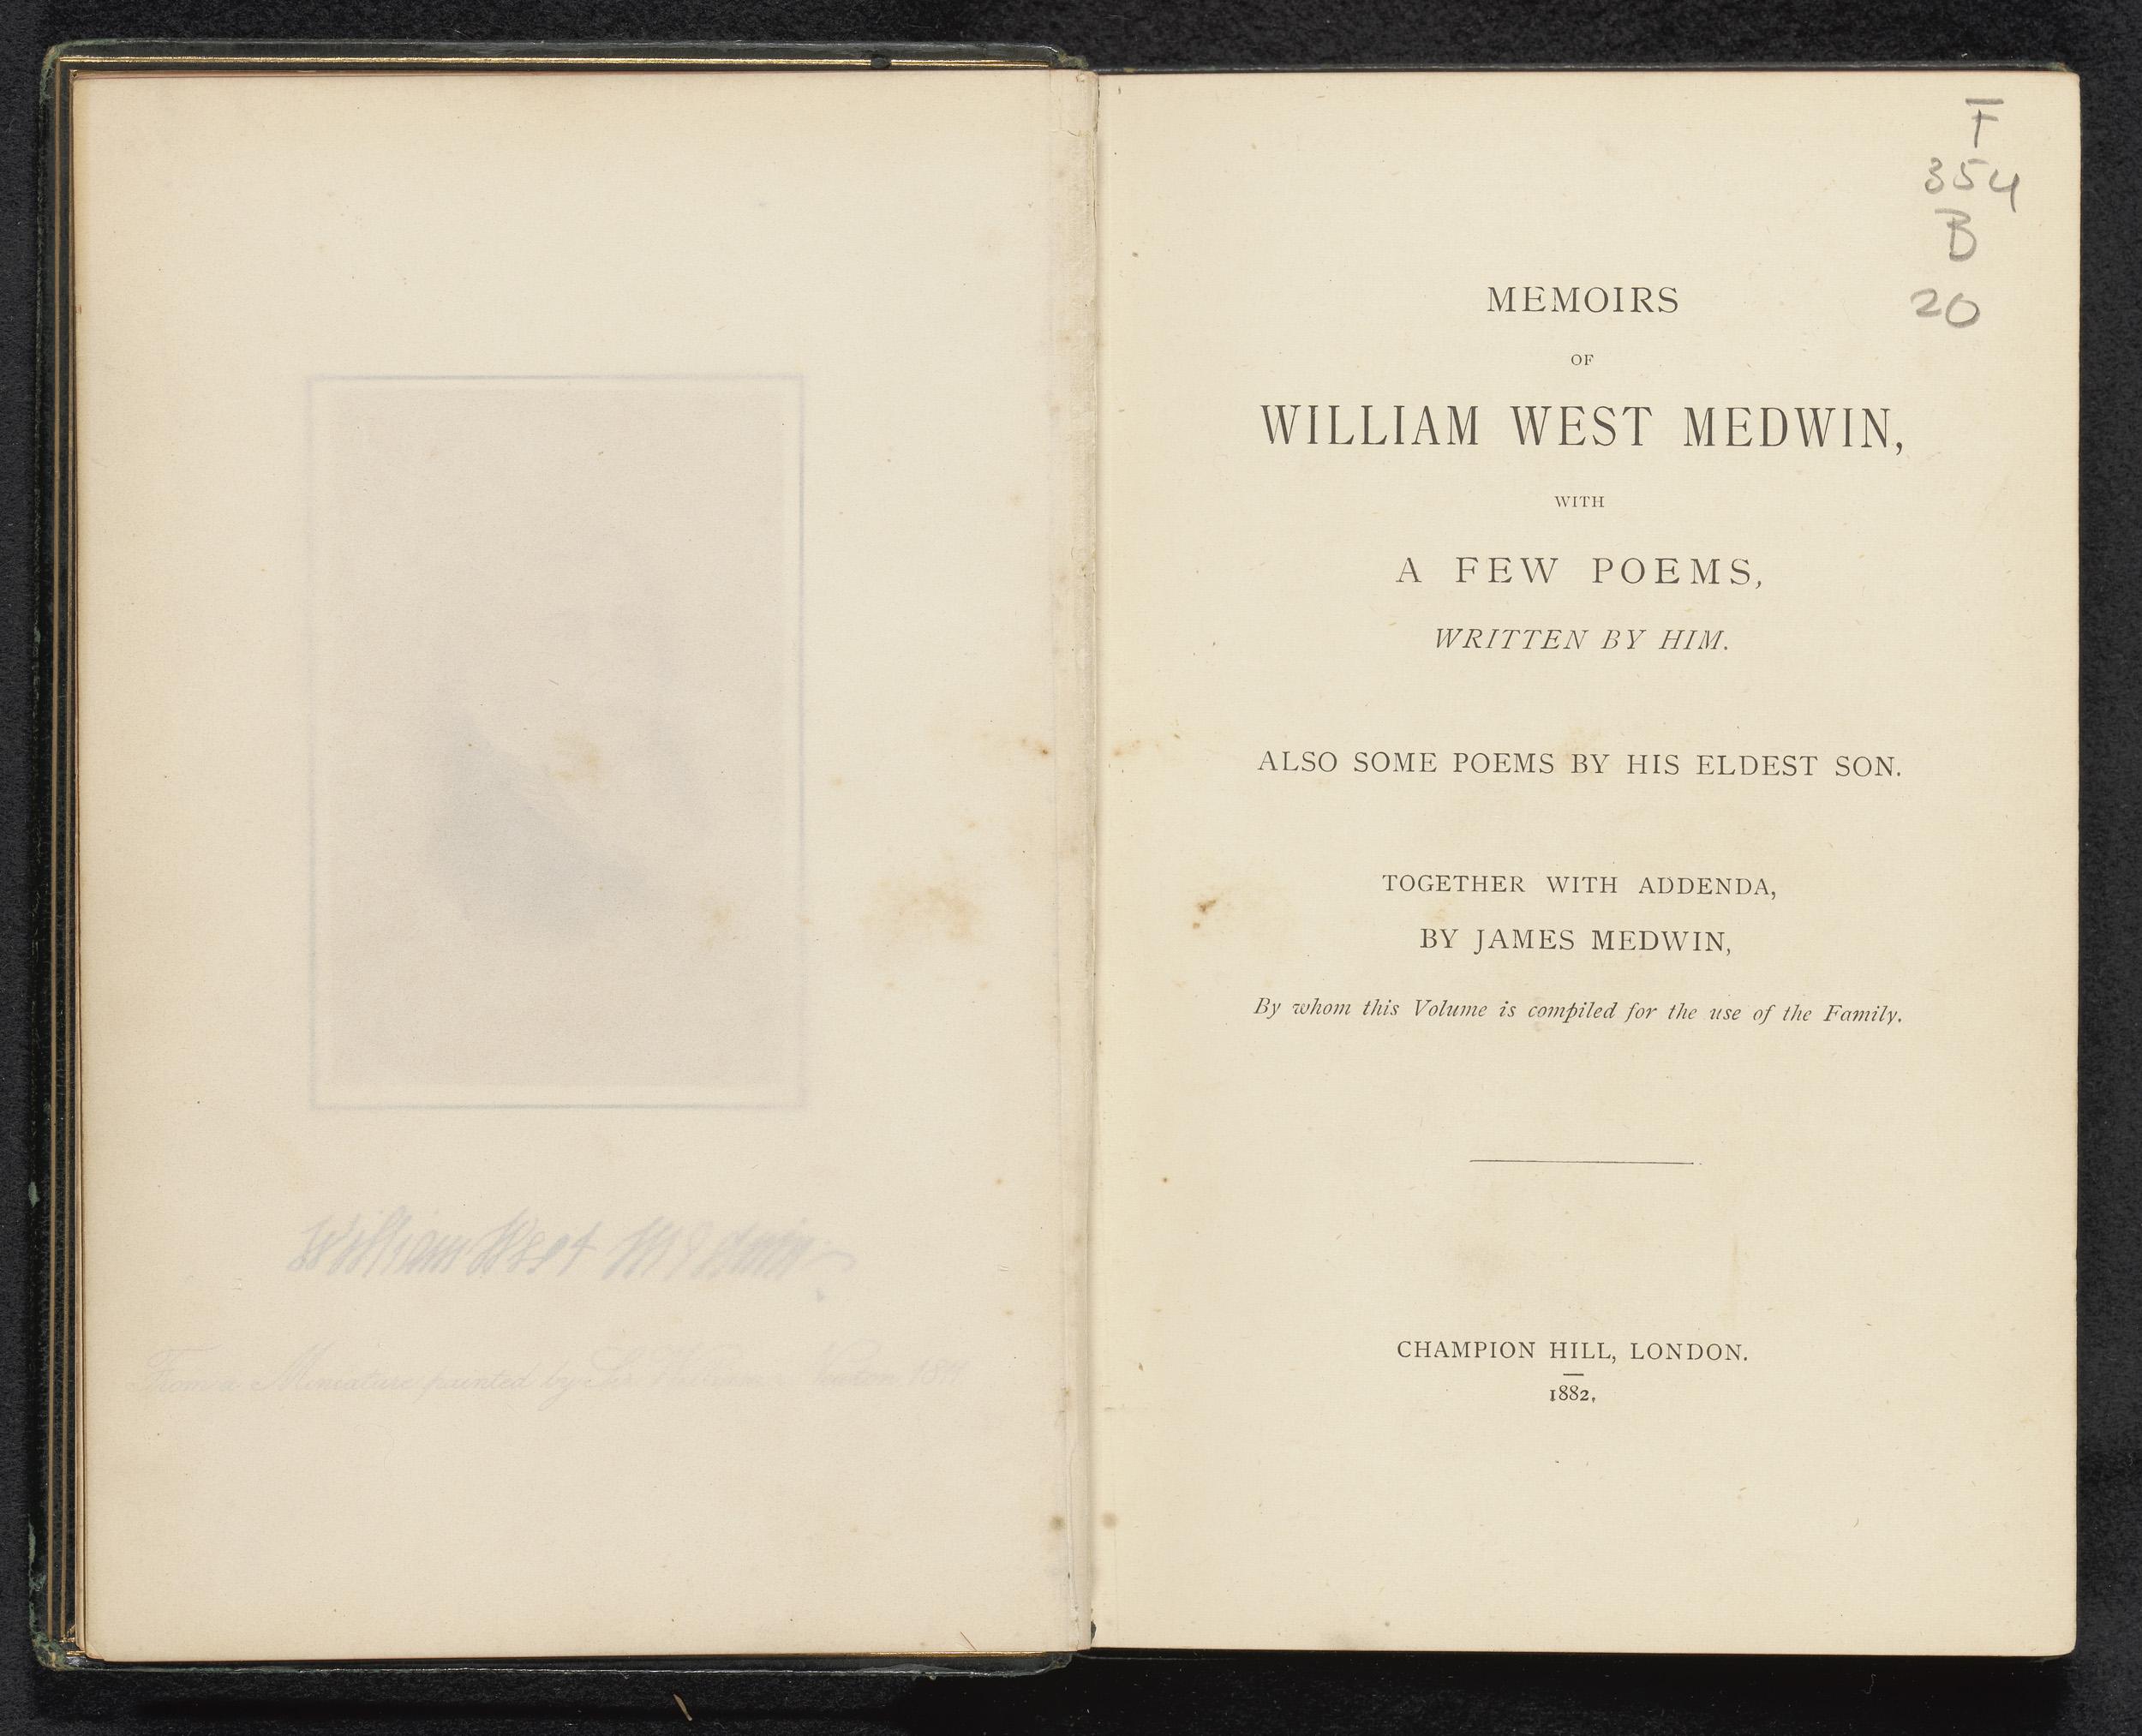 William West Medwin
From a Miniature painted by Sir William
F
354
B
20
MEMOIRS
OF
WILLIAM WEST MEDWIN,
WITH
A FEW POEMS,
WRITTEN BY HIM.
ALSO SOME POEMS BY HIS ELDEST SON.
TOGETHER WITH ADDENDA,
BY JAMES MEDWIN,
By whom this Volume is compiled for the use of the Family.
CHAMPION HILL, LONDON.
1882.